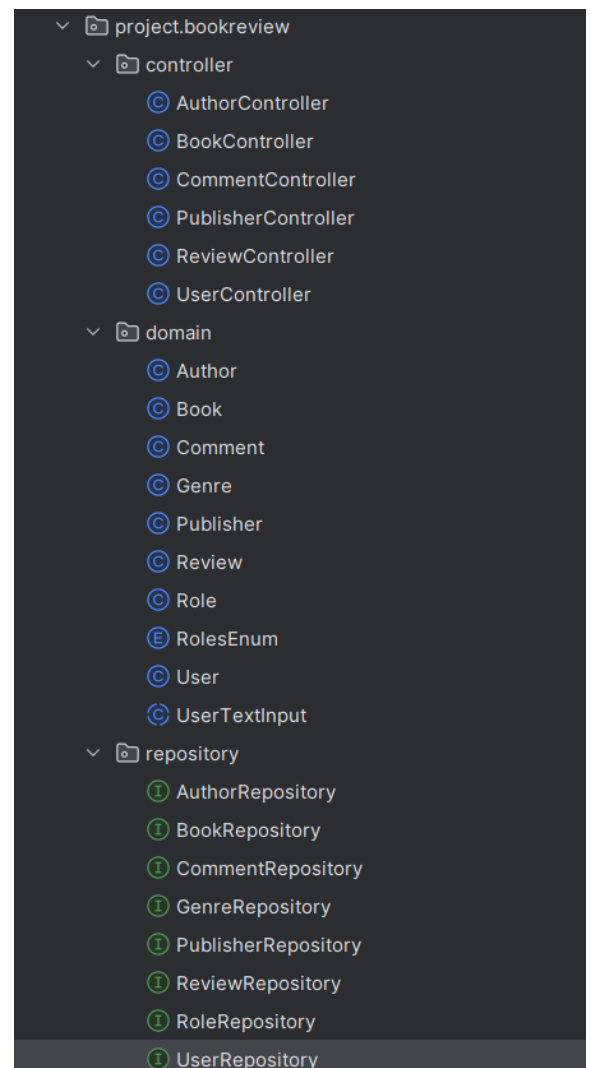 project.bookreview
controller
AuthorController
BookController
CommentController
PublisherController
ReviewController
UserController
domain
Author
Book
Comment
Genre
Publisher
Review
Role
RolesEnum
User
UserTextInput
repository
AuthorRepository
BookRepository
CommentRepository
GenreRepository
PublisherRepository
ReviewRepository
RoleRepository
UserRepository